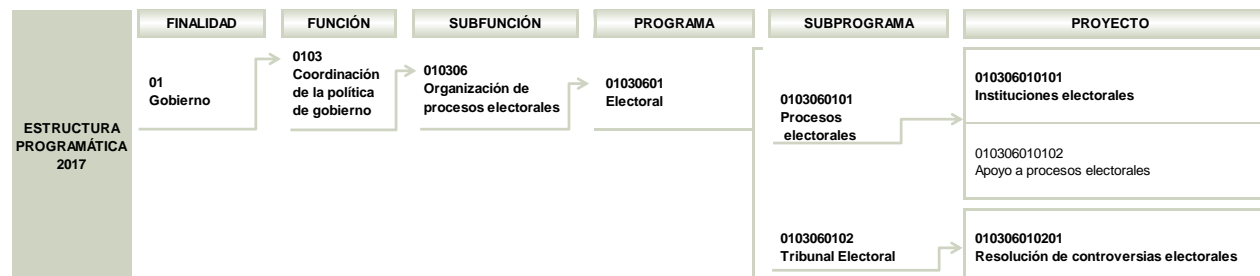 FINALIDAD
FUNCIÓN
SUBFUNCIÓN
PROGRAMA
SUBPROGRAMA
PROYECTO
ESTRUCTURA
PROGRAMÁTICA
2017
01
Gobierno
0103
Coordinación
de la política
de gobierno
010306
Organización de
procesos electorales
01030601
Electoral
0103060101
Procesos
electorales
010306010101
Instituciones electorales
010306010102
Apoyo a procesos electorales
0103060102
Tribunal Electoral
010306010201
Resolución de controversias electorales